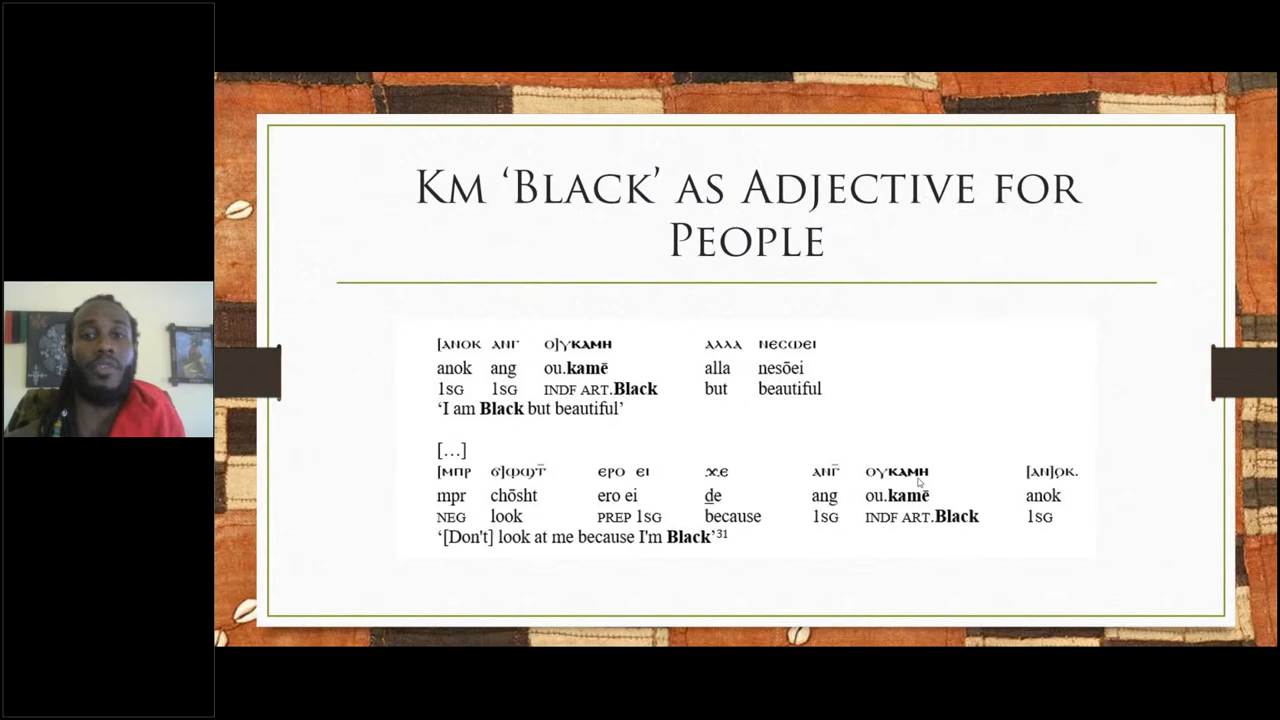 Km ‘Black’ as Adjective for
People
[ⲁⲛⲟⲕ ⲁⲛⲅ ⲟ]ⲩⲕⲁⲙⲏ ⲁⲗⲗⲁ ⲛⲉⲥⲱⲉⲓ
anok ang ou.kamē alla nesōei
1SG 1SG INDF ART.Black but beautiful
‘I am Black but beautiful’
[…]
[ⲙⲡⲣ ϭ]ⲱϣⲧ̄ ⲉⲣⲟ ⲉⲓ ϫⲉ ⲁⲛⲅ̄ ⲟⲩⲕⲁⲙⲏ [ⲁⲛ]ⲟ̣ⲕ.
mpr chōsht ero ei d̲e ang ou.kamē anok
NEG look PREP 1SG because 1SG INDF ART.Black 1SG
‘[Don't] look at me because I'm Black’³¹